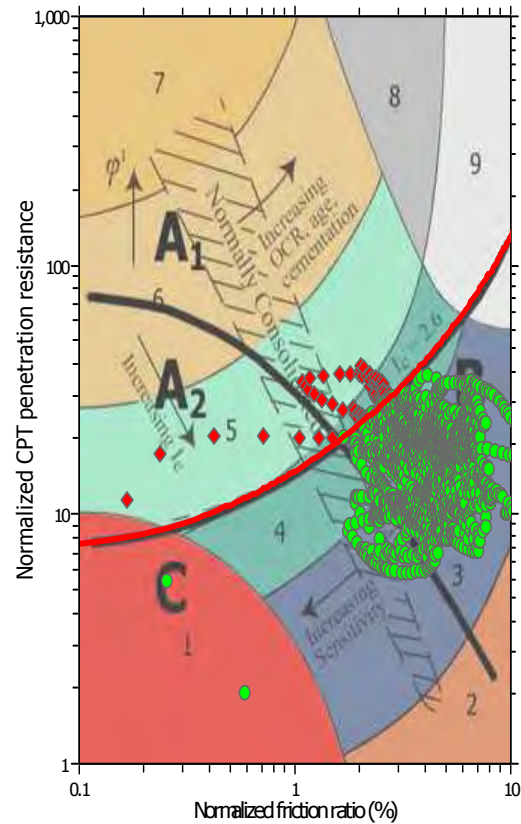 1,000
7
8
9
φ'
Increasing
OCR, age,
cementation
Normally Consolidated
A1
100
6
Ic = 2.6
B
A2
Increasing Ic
5
10
4
C
3
Increasing
Sensitivity
1
2
1
0.1
1
10
Normalized CPT penetration resistance
Normalized friction ratio (%)